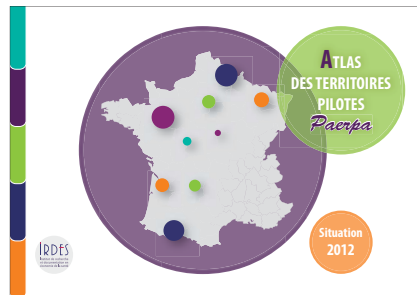 ATLAS
DES TERRITOIRES
PILOTES
Paerpa
Situation
2012
IRDES